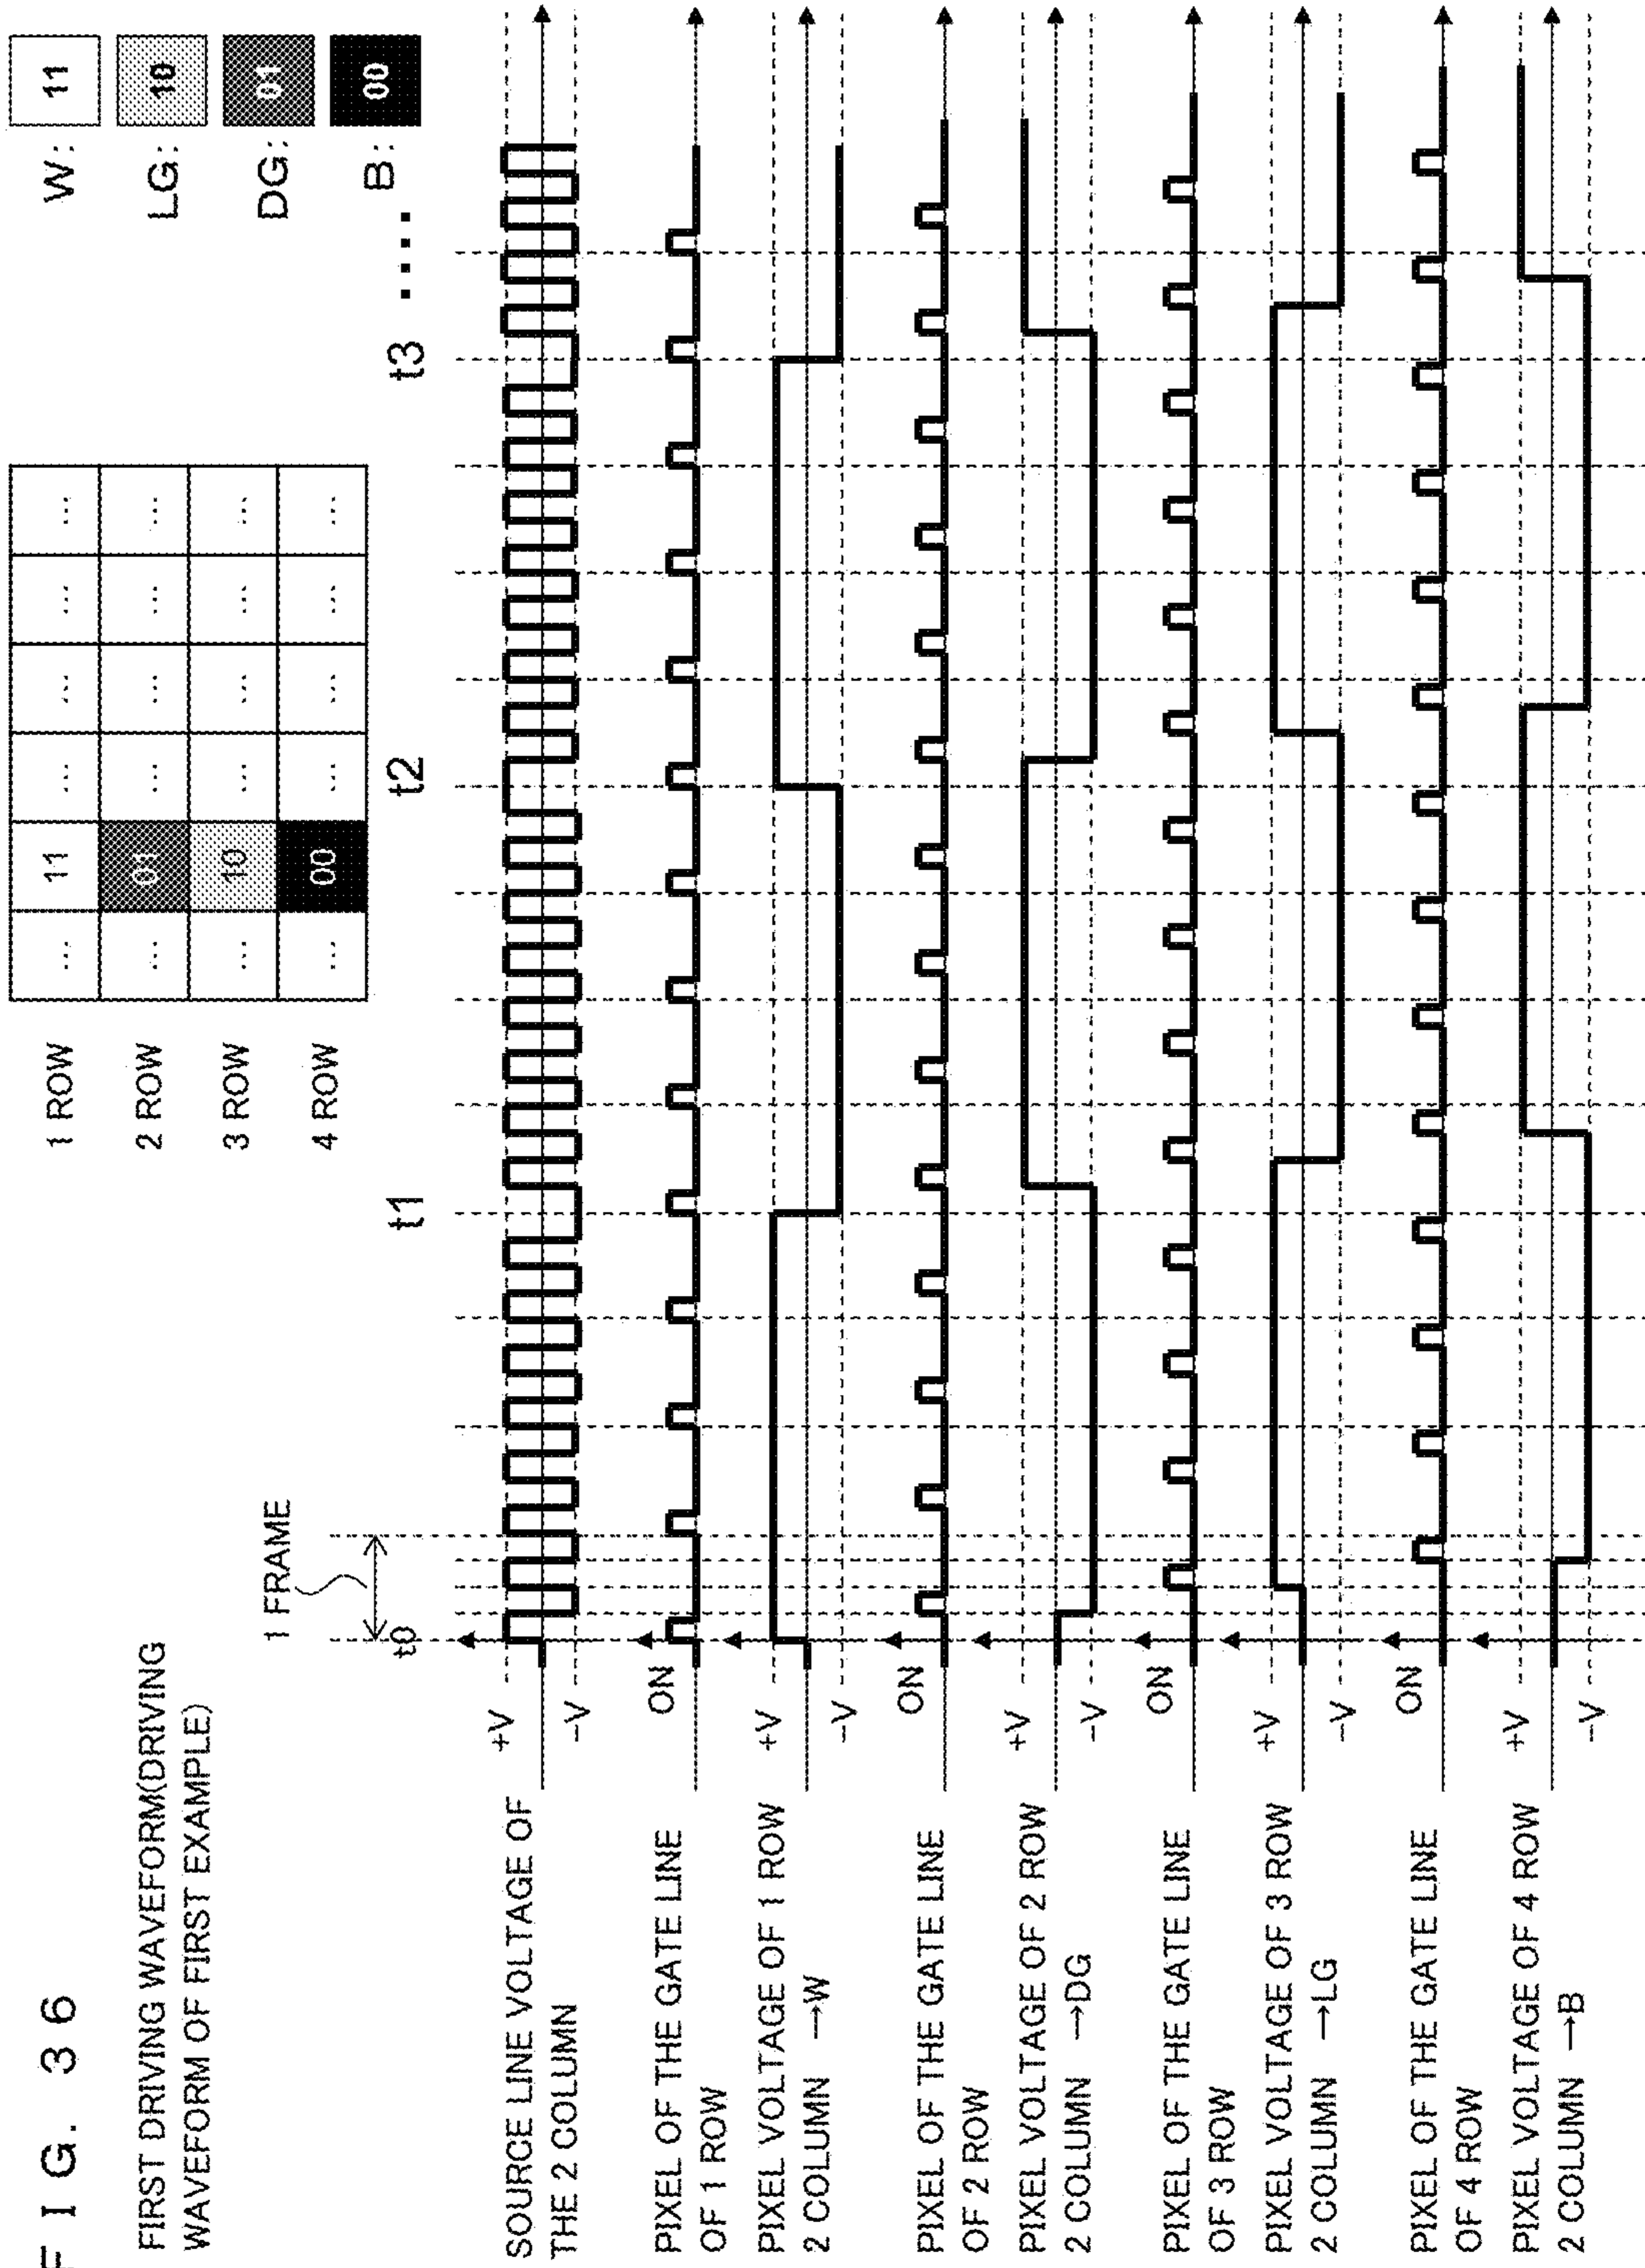 F I G. 3 6
FIRST DRIVING WAVEFORM(DRIVING
WAVEFORM OF FIRST EXAMPLE)
1 ROW ... 11 ... ... ... ...
2 ROW ... 01 ... ... ... ...
3 ROW ... 10 ... ... ... ...
4 ROW ... 00 ... ... ... ...
W: 11
LG: 10
DG: 01
B: 00
1 FRAME
t0 t1 t2 t3 ....
SOURCE LINE VOLTAGE OF
THE 2 COLUMN
+V
-V
PIXEL OF THE GATE LINE
OF 1 ROW
ON
PIXEL VOLTAGE OF 1 ROW
2 COLUMN →W
+V
-V
PIXEL OF THE GATE LINE
OF 2 ROW
ON
PIXEL VOLTAGE OF 2 ROW
2 COLUMN →DG
+V
-V
PIXEL OF THE GATE LINE
OF 3 ROW
ON
PIXEL VOLTAGE OF 3 ROW
2 COLUMN →LG
+V
-V
PIXEL OF THE GATE LINE
OF 4 ROW
ON
PIXEL VOLTAGE OF 4 ROW
2 COLUMN →B
+V
-V